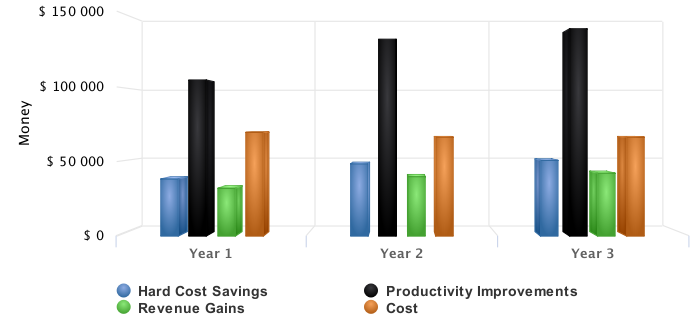 $ 150 000
$ 100 000
$ 50 000
$ 0
Money
Year 1
Year 2
Year 3
Hard Cost Savings
Productivity Improvements
Revenue Gains
Cost